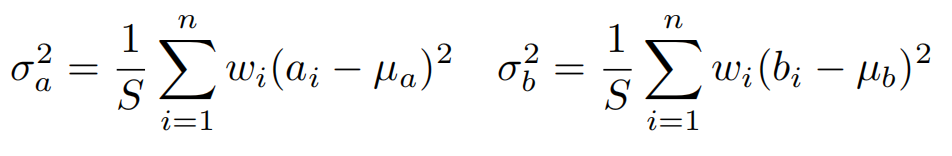 σ_a^2 = \frac{1}{S} \sum_{i=1}^{n} w_i(a_i − μ_a)^2   σ_b^2 = \frac{1}{S} \sum_{i=1}^{n} w_i(b_i − μ_b)^2